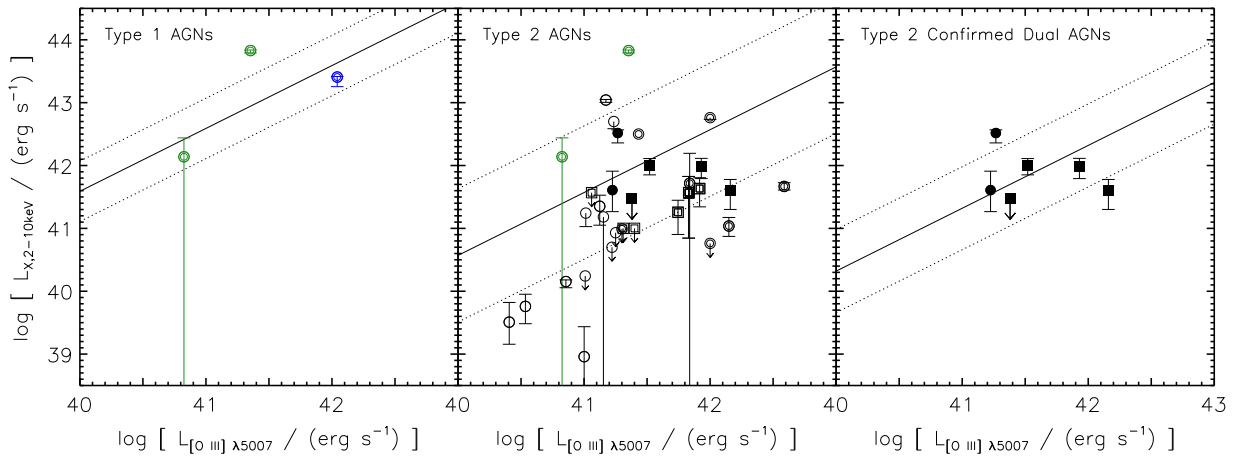 Type 1 AGNs
Type 2 AGNs
Type 2 Confirmed Dual AGNs
log [ L_{X,2-10keV} / (erg s^{-1}) ]
44
43
42
41
40
39
40 41 42 40 41 42 40 41 42 43
log [ L_{[O III] λ5007} / (erg s^{-1}) ]
log [ L_{[O III] λ5007} / (erg s^{-1}) ]
log [ L_{[O III] λ5007} / (erg s^{-1}) ]